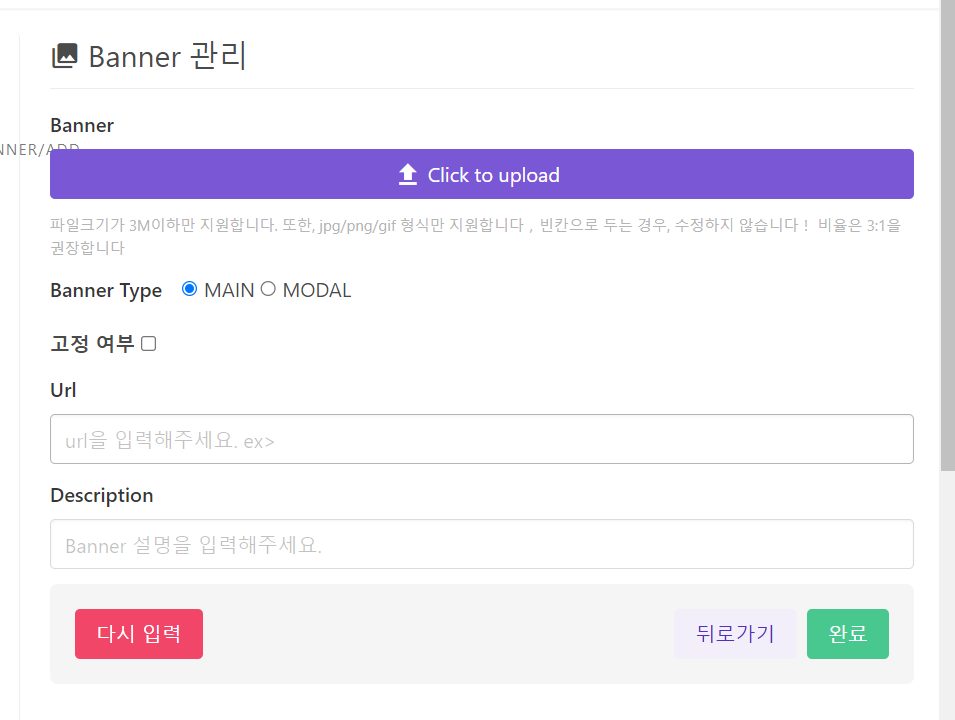 Banner 관리
Banner
NNER/ADD
Click to upload
파일크기가 3M이하만 지원합니다. 또한, jpg/png/gif 형식만 지원합니다 , 빈칸으로 두는 경우, 수정하지 않습니다 ! 비율은 3:1을
권장합니다
Banner Type MAIN MODAL
고정 여부
Url
url을 입력해주세요. ex>
Description
Banner 설명을 입력해주세요.
다시 입력 뒤로가기 완료